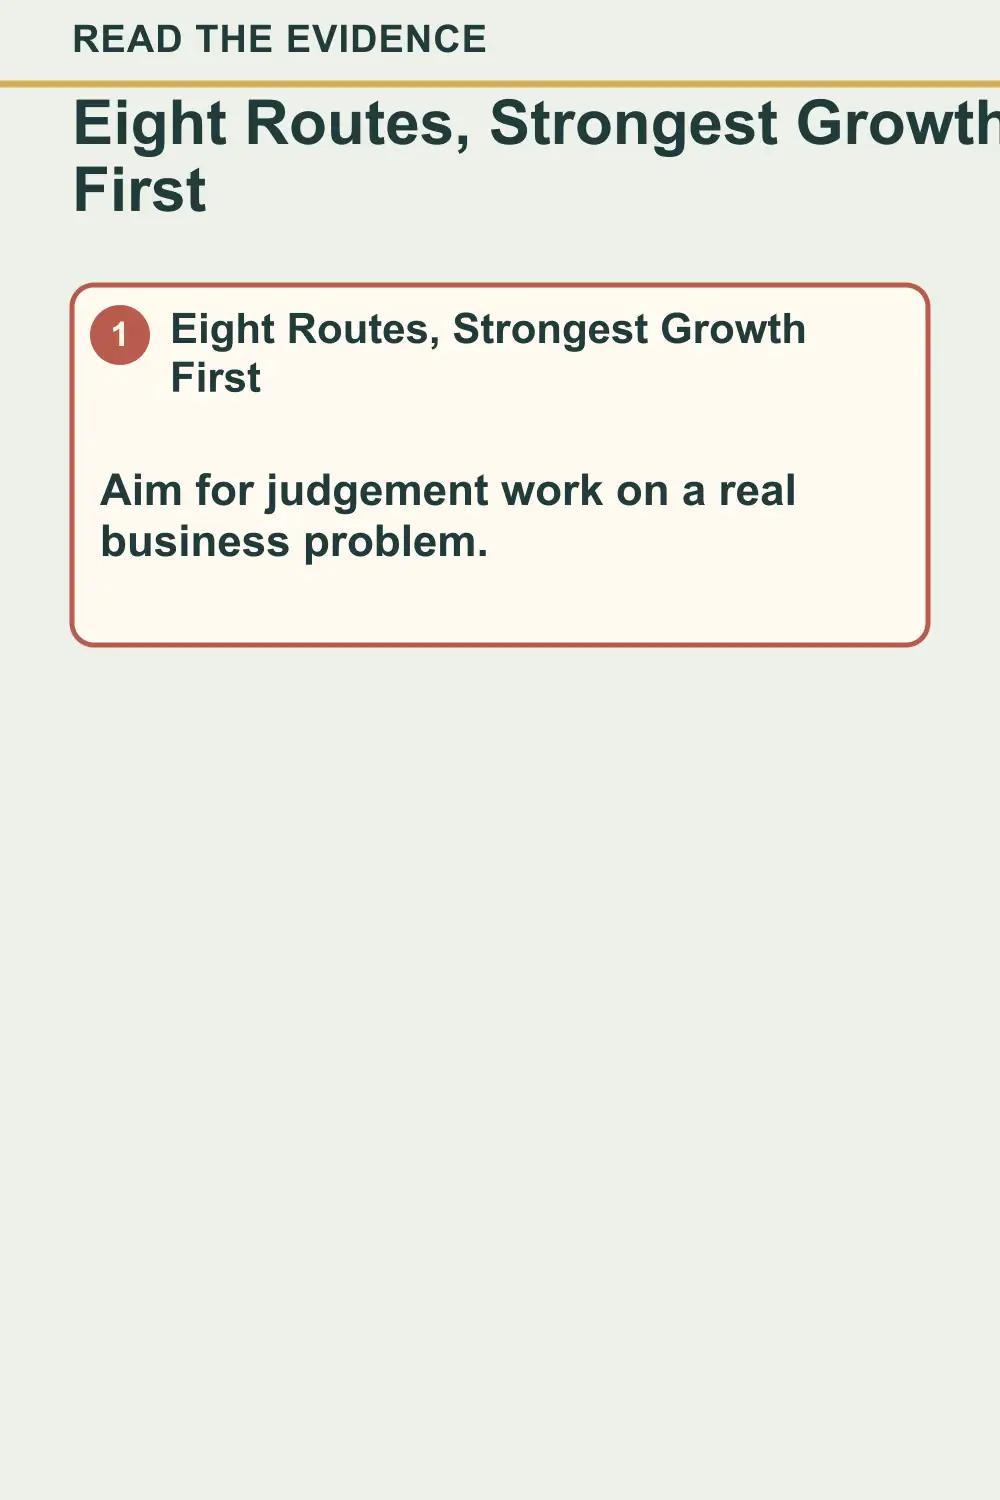 READ THE EVIDENCE
Eight Routes, Strongest Growth
First
1
Eight Routes, Strongest Growth
First
Aim for judgement work on a real
business problem.